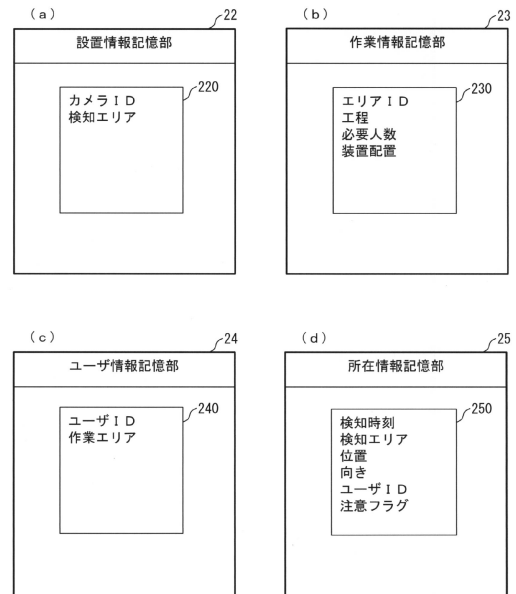 (a)
22
設置情報記憶部
220
カメラID
検知エリア
(b)
23
作業情報記憶部
230
エリアID
工程
必要人数
装置配置
(c)
24
ユーザ情報記憶部
240
ユーザID
作業エリア
(d)
25
所在情報記憶部
250
検知時刻
検知エリア
位置
向き
ユーザID
注意フラグ